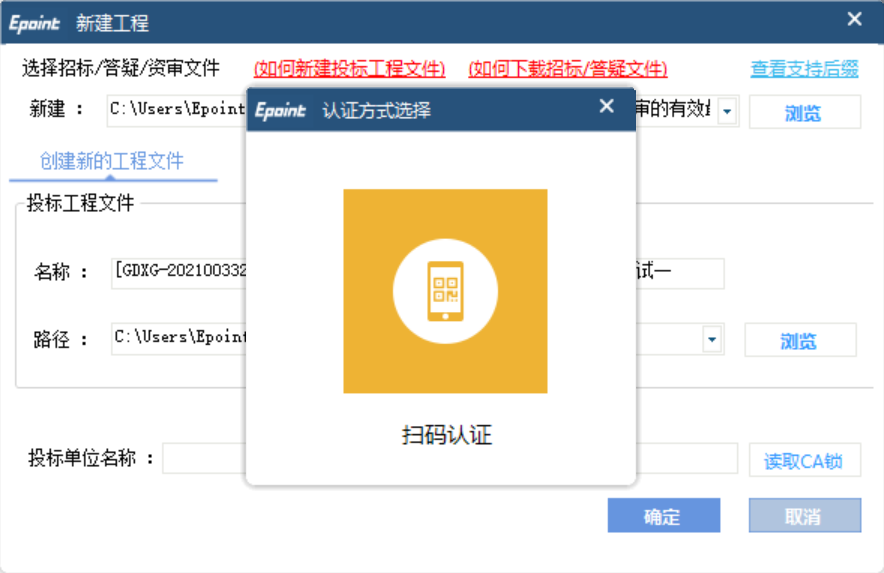 Epoint 新建工程
选择招标/答疑/资审文件 (如何新建投标工程文件) (如何下载招标/答疑文件) 查看支持后缀
新建 : C:\Users\Epoint 的有效 浏览
Epoint 认证方式选择
创建新的工程文件
投标工程文件
名称 : [GDXG-202100332 试一
路径 : C:\Users\Epoint 浏览
扫码认证
投标单位名称 : 读取CA锁
确定 取消